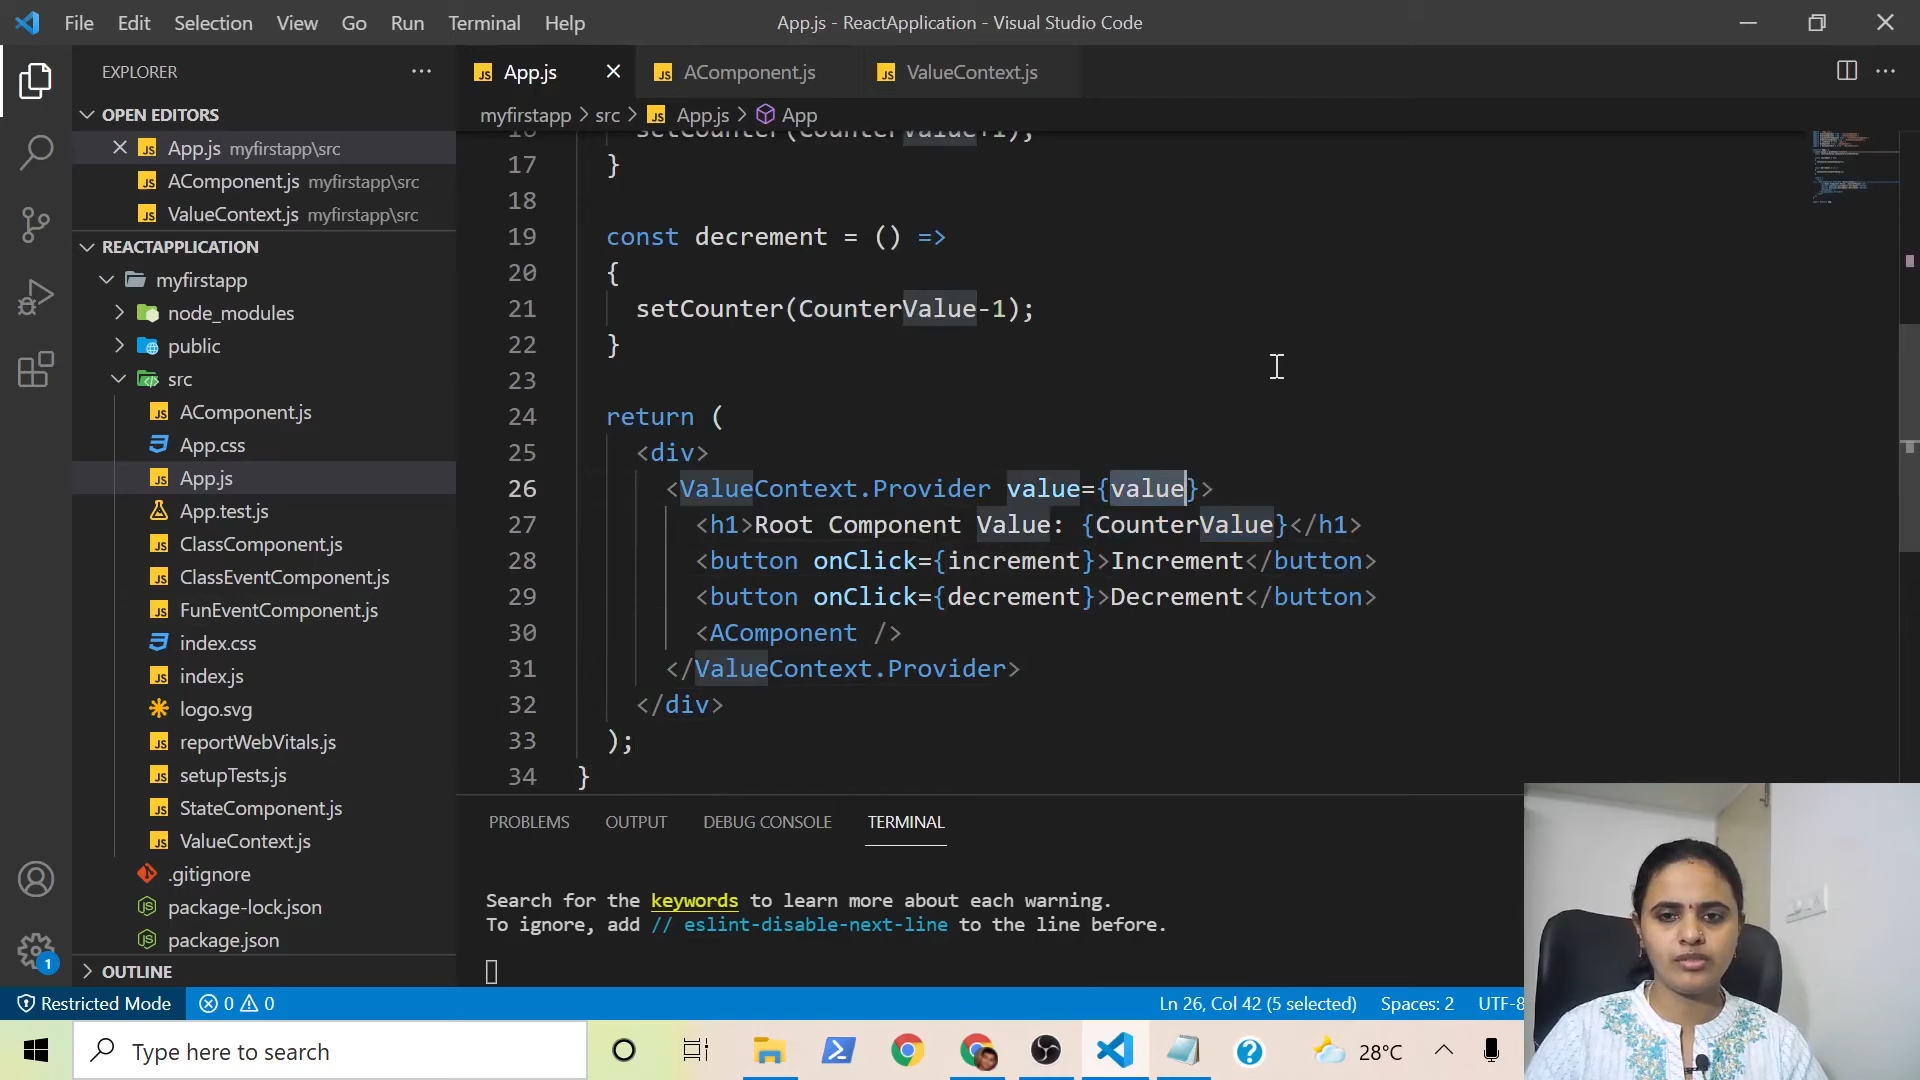 File Edit Selection View Go Run Terminal Help
App.js - ReactApplication - Visual Studio Code
EXPLORER
OPEN EDITORS
App.js myfirstapp\src
AComponent.js myfirstapp\src
ValueContext.js myfirstapp\src
REACTAPPLICATION
myfirstapp
node_modules
public
src
AComponent.js
App.css
App.js
App.test.js
ClassComponent.js
ClassEventComponent.js
FunEventComponent.js
index.css
index.js
logo.svg
reportWebVitals.js
setupTests.js
StateComponent.js
ValueContext.js
.gitignore
package-lock.json
package.json
OUTLINE
App.js AComponent.js ValueContext.js
myfirstapp > src > App.js > App
16 setCounter(CounterValue+1);
17 }
18
19 const decrement = () =>
20 {
21 setCounter(CounterValue-1);
22 }
23
24 return (
25 <div>
26 <ValueContext.Provider value={value}>
27 <h1>Root Component Value: {CounterValue}</h1>
28 <button onClick={increment}>Increment</button>
29 <button onClick={decrement}>Decrement</button>
30 <AComponent />
31 </ValueContext.Provider>
32 </div>
33 );
34 }
PROBLEMS OUTPUT DEBUG CONSOLE TERMINAL
Search for the keywords to learn more about each warning.
To ignore, add // eslint-disable-next-line to the line before.
1
Restricted Mode 0 0
Ln 26, Col 42 (5 selected) Spaces: 2 UTF-8
Type here to search
28°C